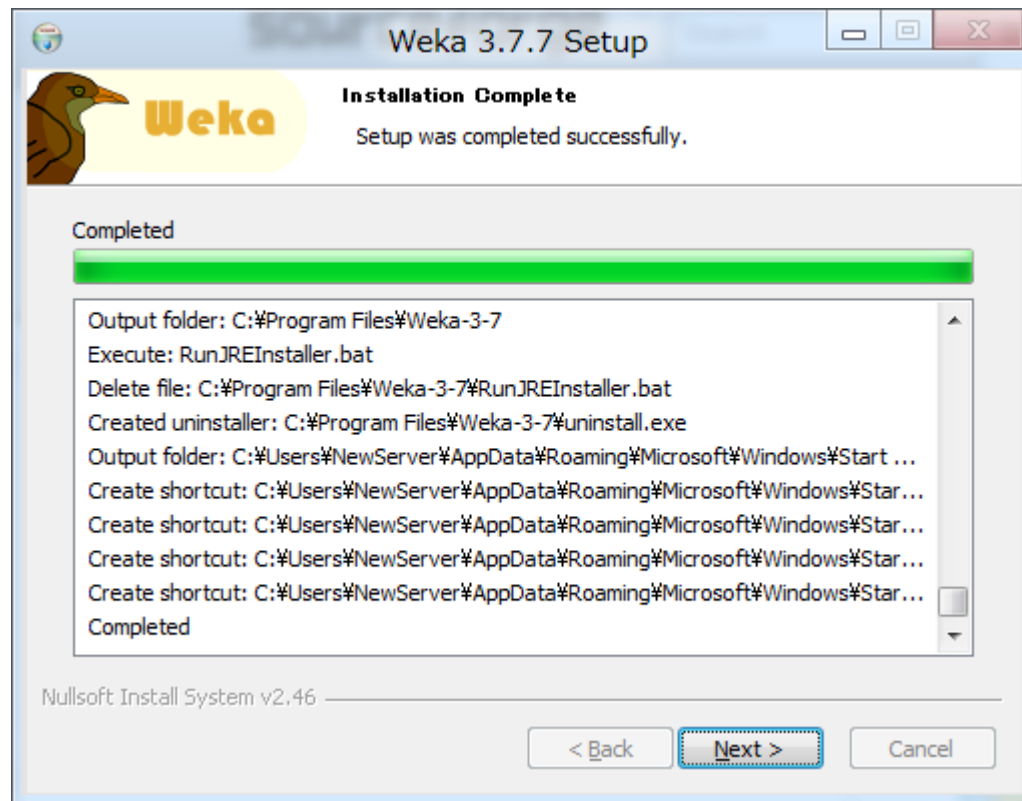 Weka 3.7.7 Setup
Weka
Installation Complete
Setup was completed successfully.
Completed
Output folder: C:¥Program Files¥Weka-3-7
Execute: RunJREInstaller.bat
Delete file: C:¥Program Files¥Weka-3-7¥RunJREInstaller.bat
Created uninstaller: C:¥Program Files¥Weka-3-7¥uninstall.exe
Output folder: C:¥Users¥NewServer¥AppData¥Roaming¥Microsoft¥Windows¥Start ...
Create shortcut: C:¥Users¥NewServer¥AppData¥Roaming¥Microsoft¥Windows¥Star...
Create shortcut: C:¥Users¥NewServer¥AppData¥Roaming¥Microsoft¥Windows¥Star...
Create shortcut: C:¥Users¥NewServer¥AppData¥Roaming¥Microsoft¥Windows¥Star...
Create shortcut: C:¥Users¥NewServer¥AppData¥Roaming¥Microsoft¥Windows¥Star...
Completed
Nullsoft Install System v2.46
< Back Next > Cancel